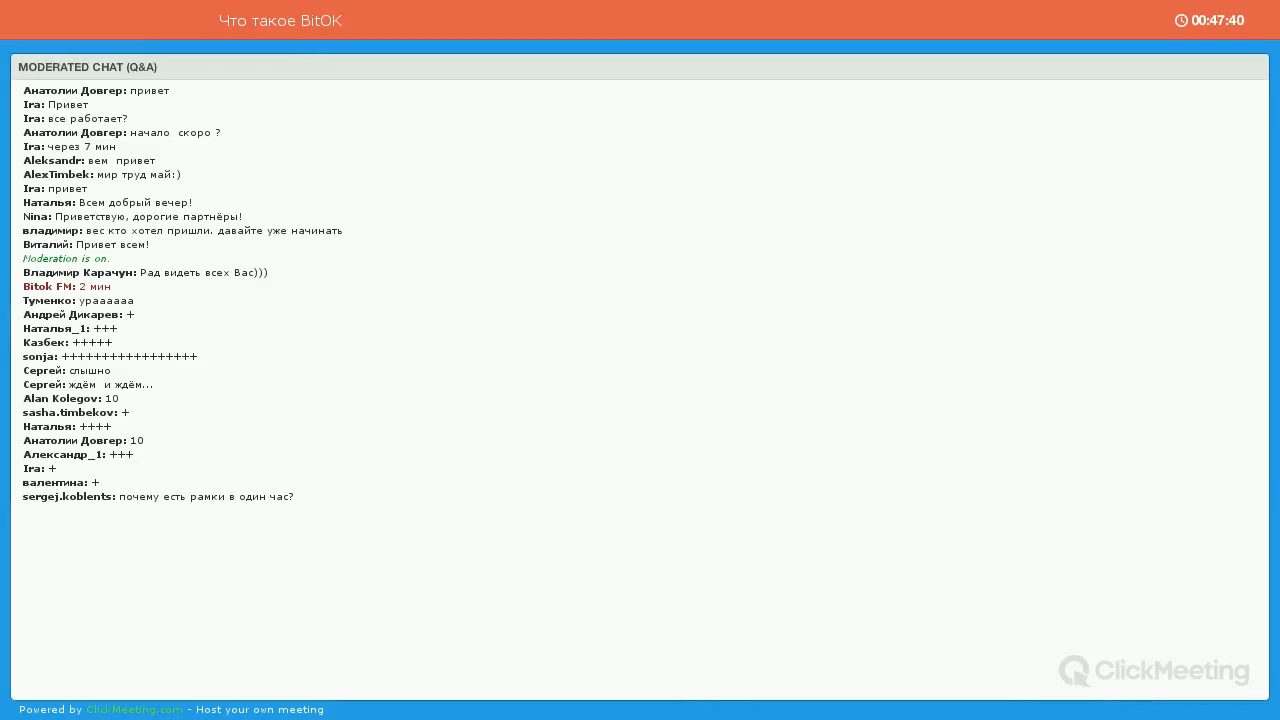 Что такое BitOK
00:47:40
MODERATED CHAT (Q&A)
Анатолии Довгер: привет
Ira: Привет
Ira: все работает?
Анатолии Довгер: начало скоро ?
Ira: через 7 мин
Aleksandr: вем привет
AlexTimbek: мир труд май:)
Ira: привет
Наталья: Всем добрый вечер!
Nina: Приветствую, дорогие партнёры!
владимир: вес кто хотел пришли. давайте уже начинать
Виталий: Привет всем!
Moderation is on.
Владимир Карачун: Рад видеть всех Вас)))
Bitok FM: 2 мин
Туменко: ураааааа
Андрей Дикарев: +
Наталья_1: +++
Казбек: +++++
sonja: +++++++++++++++++
Сергей: слышно
Сергей: ждём и ждём...
Alan Kolegov: 10
sasha.timbekov: +
Наталья: ++++
Анатолии Довгер: 10
Александр_1: +++
Ira: +
валентина: +
sergej.koblents: почему есть рамки в один час?
ClickMeeting
Powered by ClickMeeting.com - Host your own meeting